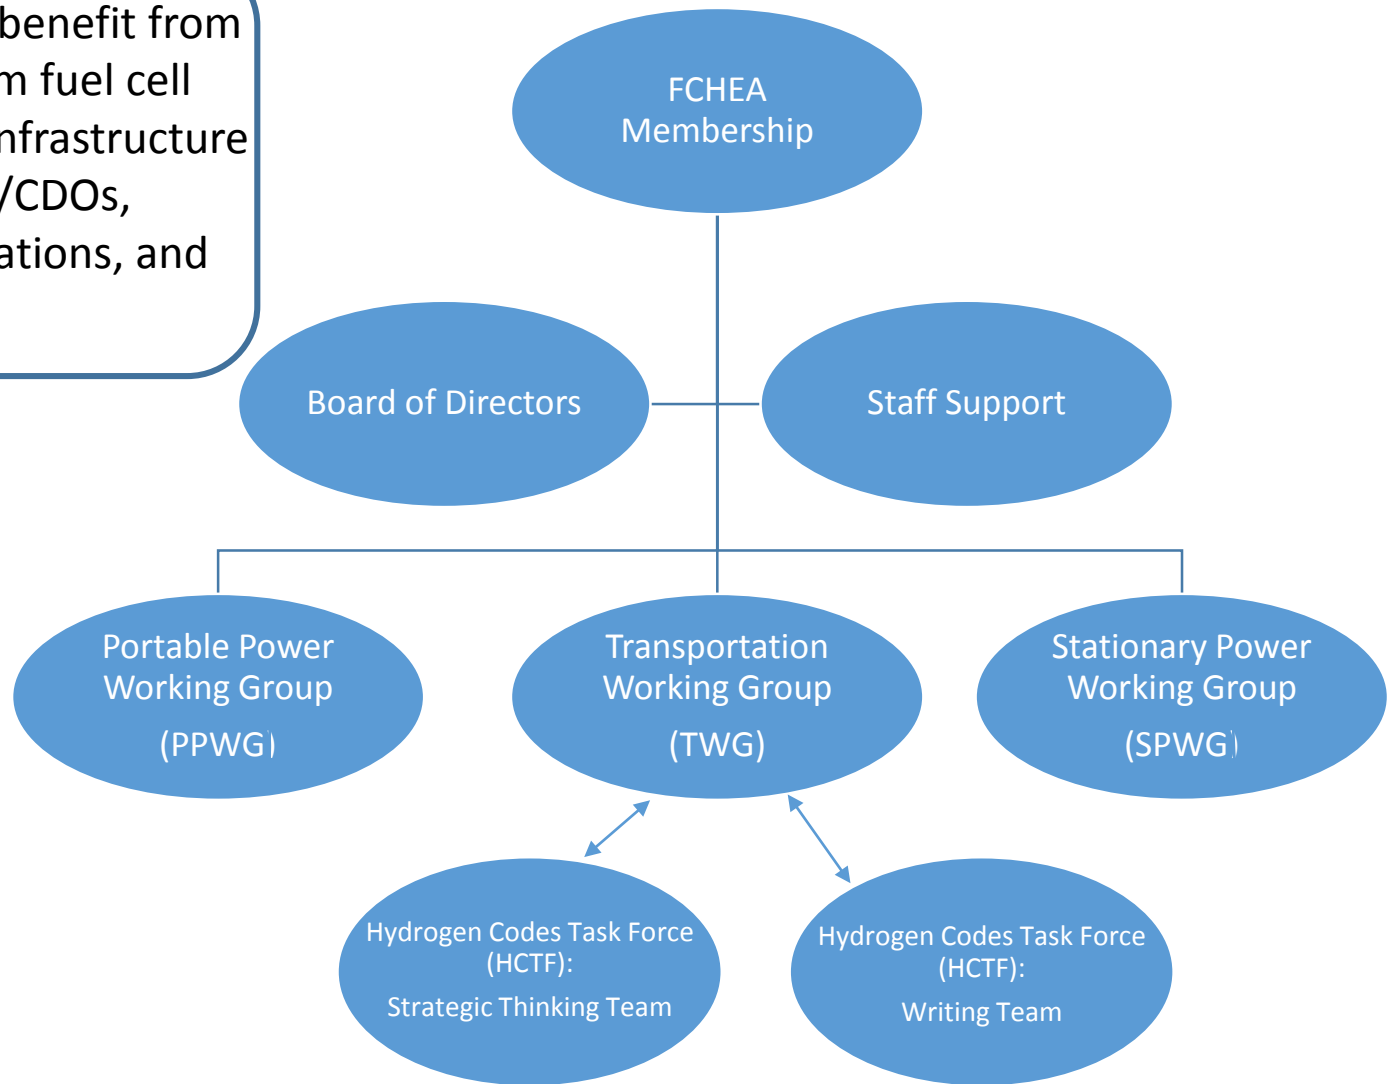 benefit from
m fuel cell
nfrastructure
/CDOs,
ations, and
FCHEA
Membership
Board of Directors
Staff Support
Portable Power
Working Group
(PPWG)
Transportation
Working Group
(TWG)
Stationary Power
Working Group
(SPWG)
Hydrogen Codes Task Force
(HCTF):
Strategic Thinking Team
Hydrogen Codes Task Force
(HCTF):
Writing Team